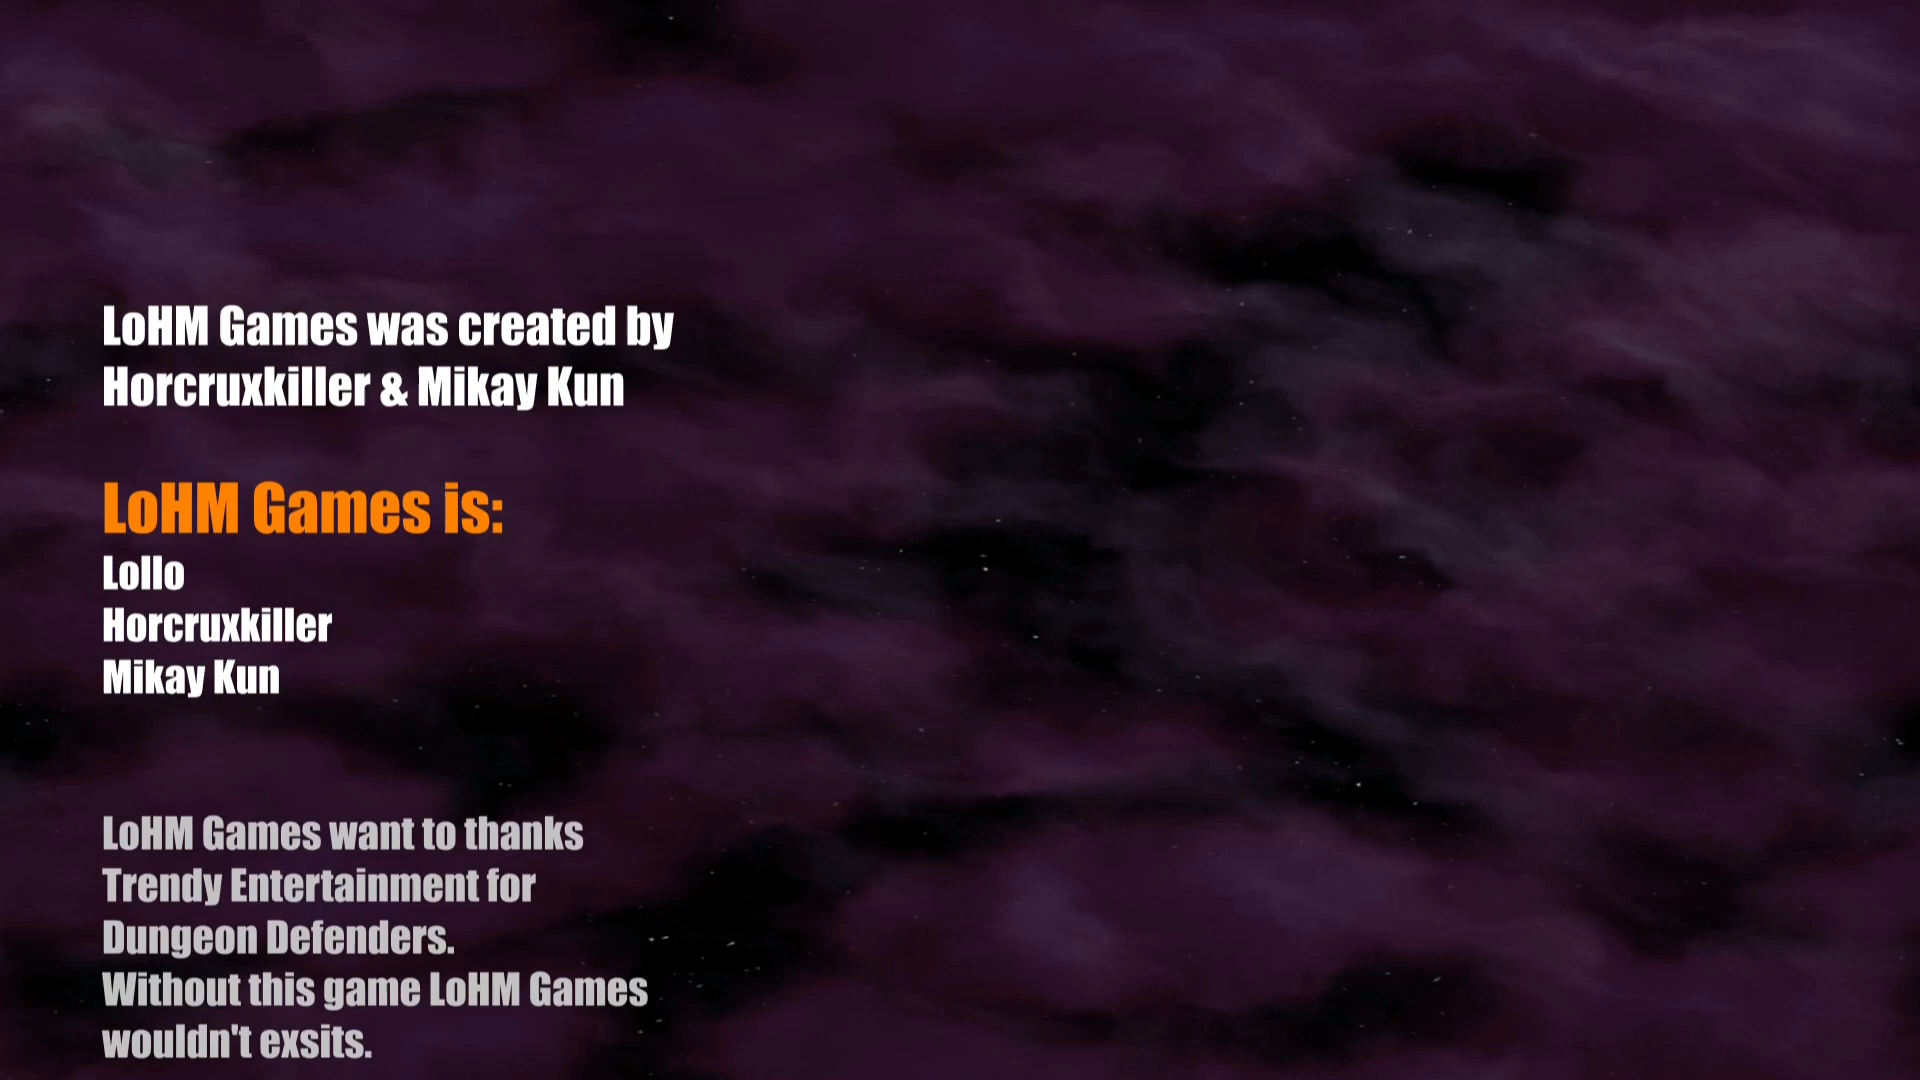 LoHM Games was created by
Horcruxkiller & Mikay Kun
LoHM Games is:
Lollo
Horcruxkiller
Mikay Kun
LoHM Games want to thanks
Trendy Entertainment for
Dungeon Defenders.
Without this game LoHM Games
wouldn't exsits.